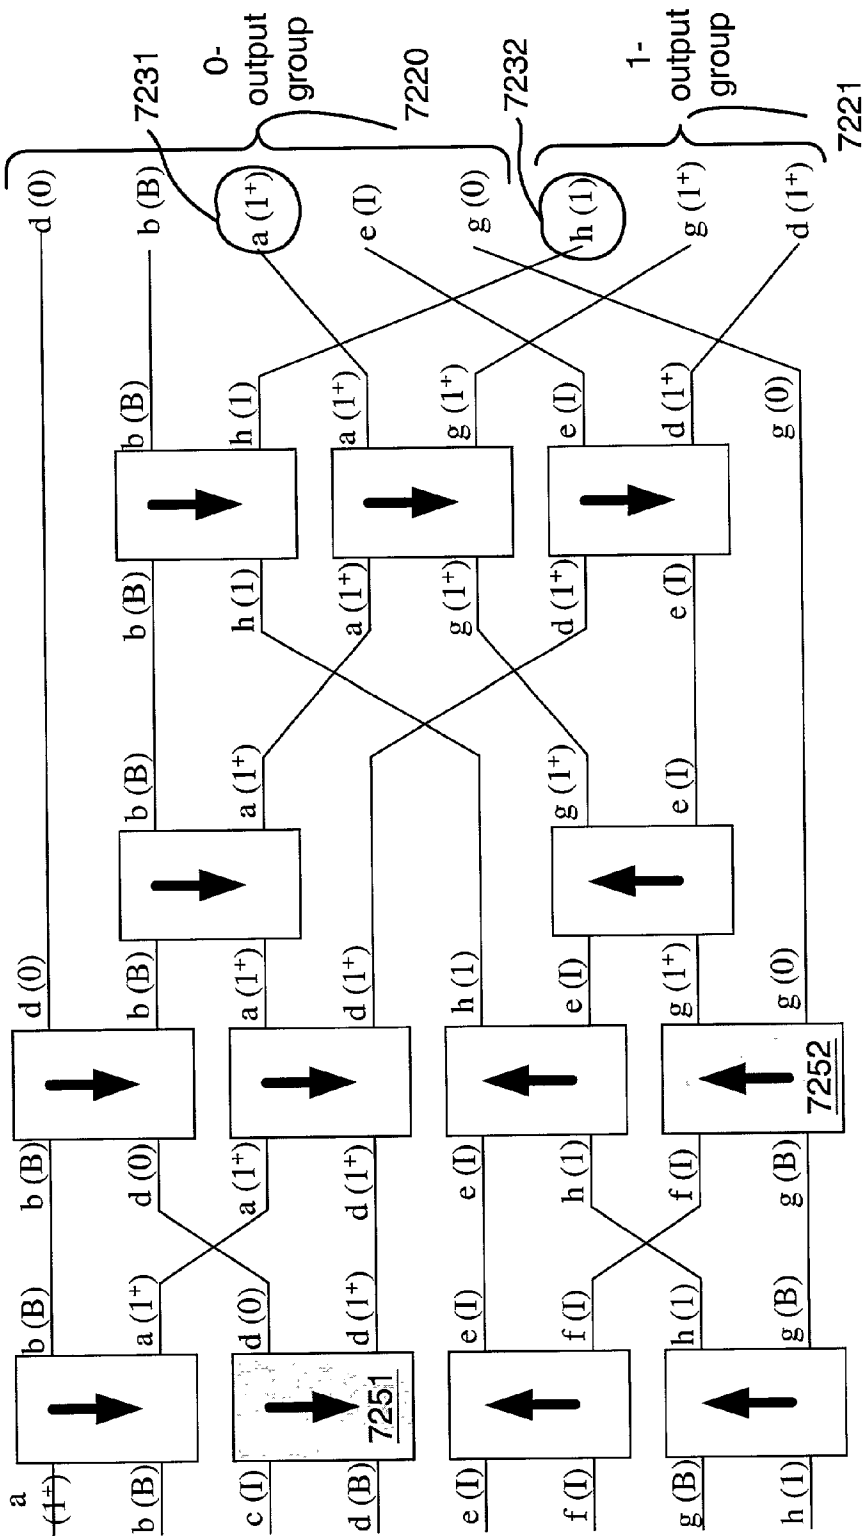 a
(1+)
b (B)
c (I)
d (B)
e (I)
f (I)
g (B)
h (1)
7251
b (B)
a (1+)
d (0)
d (1+)
e (I)
f (I)
h (1)
g (B)
b (B)
d (0)
a (1+)
d (1+)
e (I)
h (1)
f (I)
g (B)
7252
d (0)
b (B)
a (1+)
d (1+)
h (1)
e (I)
g (1+)
g (0)
b (B)
a (1+)
g (1+)
e (I)
b (B)
h (1)
a (1+)
g (1+)
d (1+)
e (I)
b (B)
h (1)
a (1+)
g (1+)
e (I)
d (1+)
g (0)
d (0)
b (B)
a (1+)
e (I)
g (0)
h (1)
g (1+)
d (1+)
7231
0-
output
group
7220
7232
1-
output
group
7221